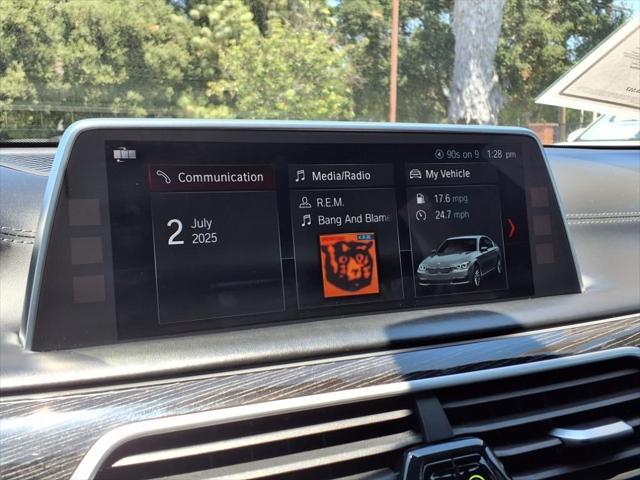 90s on 9 1:28 pm
Communication
2 July
2025
Media/Radio
R.E.M.
Bang And Blame
My Vehicle
17.6 mpg
24.7 mph